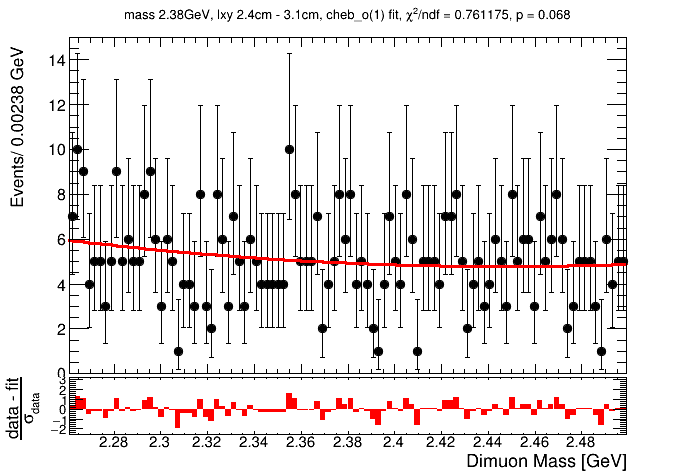 mass 2.38GeV, lxy 2.4cm - 3.1cm, cheb_o(1) fit, χ²/ndf = 0.761175, p = 0.068
Events/ 0.00238 GeV
14
12
10
8
6
4
2
0
data - fit
σdata
3
2
1
0
−1
−2
2.28 2.3 2.32 2.34 2.36 2.38 2.4 2.42 2.44 2.46 2.48
Dimuon Mass [GeV]